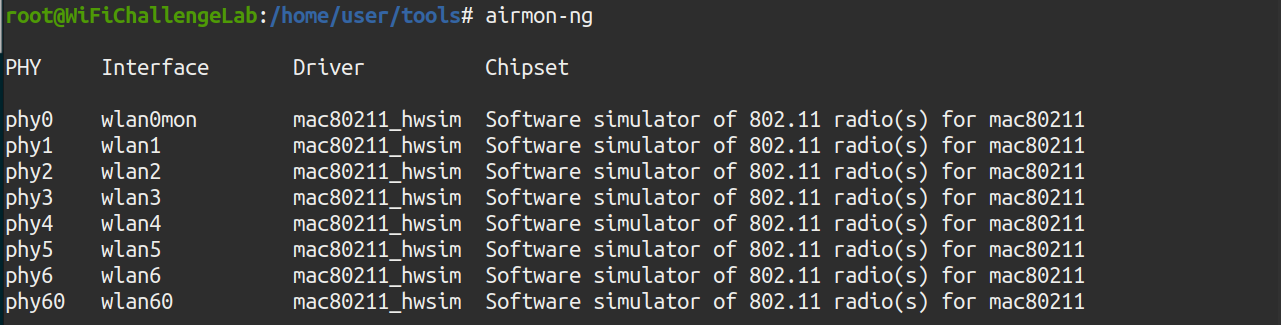 root@WiFiChallengeLab:/home/user/tools# airmon-ng
PHY Interface Driver Chipset
phy0 wlan0mon mac80211_hwsim Software simulator of 802.11 radio(s) for mac80211
phy1 wlan1 mac80211_hwsim Software simulator of 802.11 radio(s) for mac80211
phy2 wlan2 mac80211_hwsim Software simulator of 802.11 radio(s) for mac80211
phy3 wlan3 mac80211_hwsim Software simulator of 802.11 radio(s) for mac80211
phy4 wlan4 mac80211_hwsim Software simulator of 802.11 radio(s) for mac80211
phy5 wlan5 mac80211_hwsim Software simulator of 802.11 radio(s) for mac80211
phy6 wlan6 mac80211_hwsim Software simulator of 802.11 radio(s) for mac80211
phy60 wlan60 mac80211_hwsim Software simulator of 802.11 radio(s) for mac80211